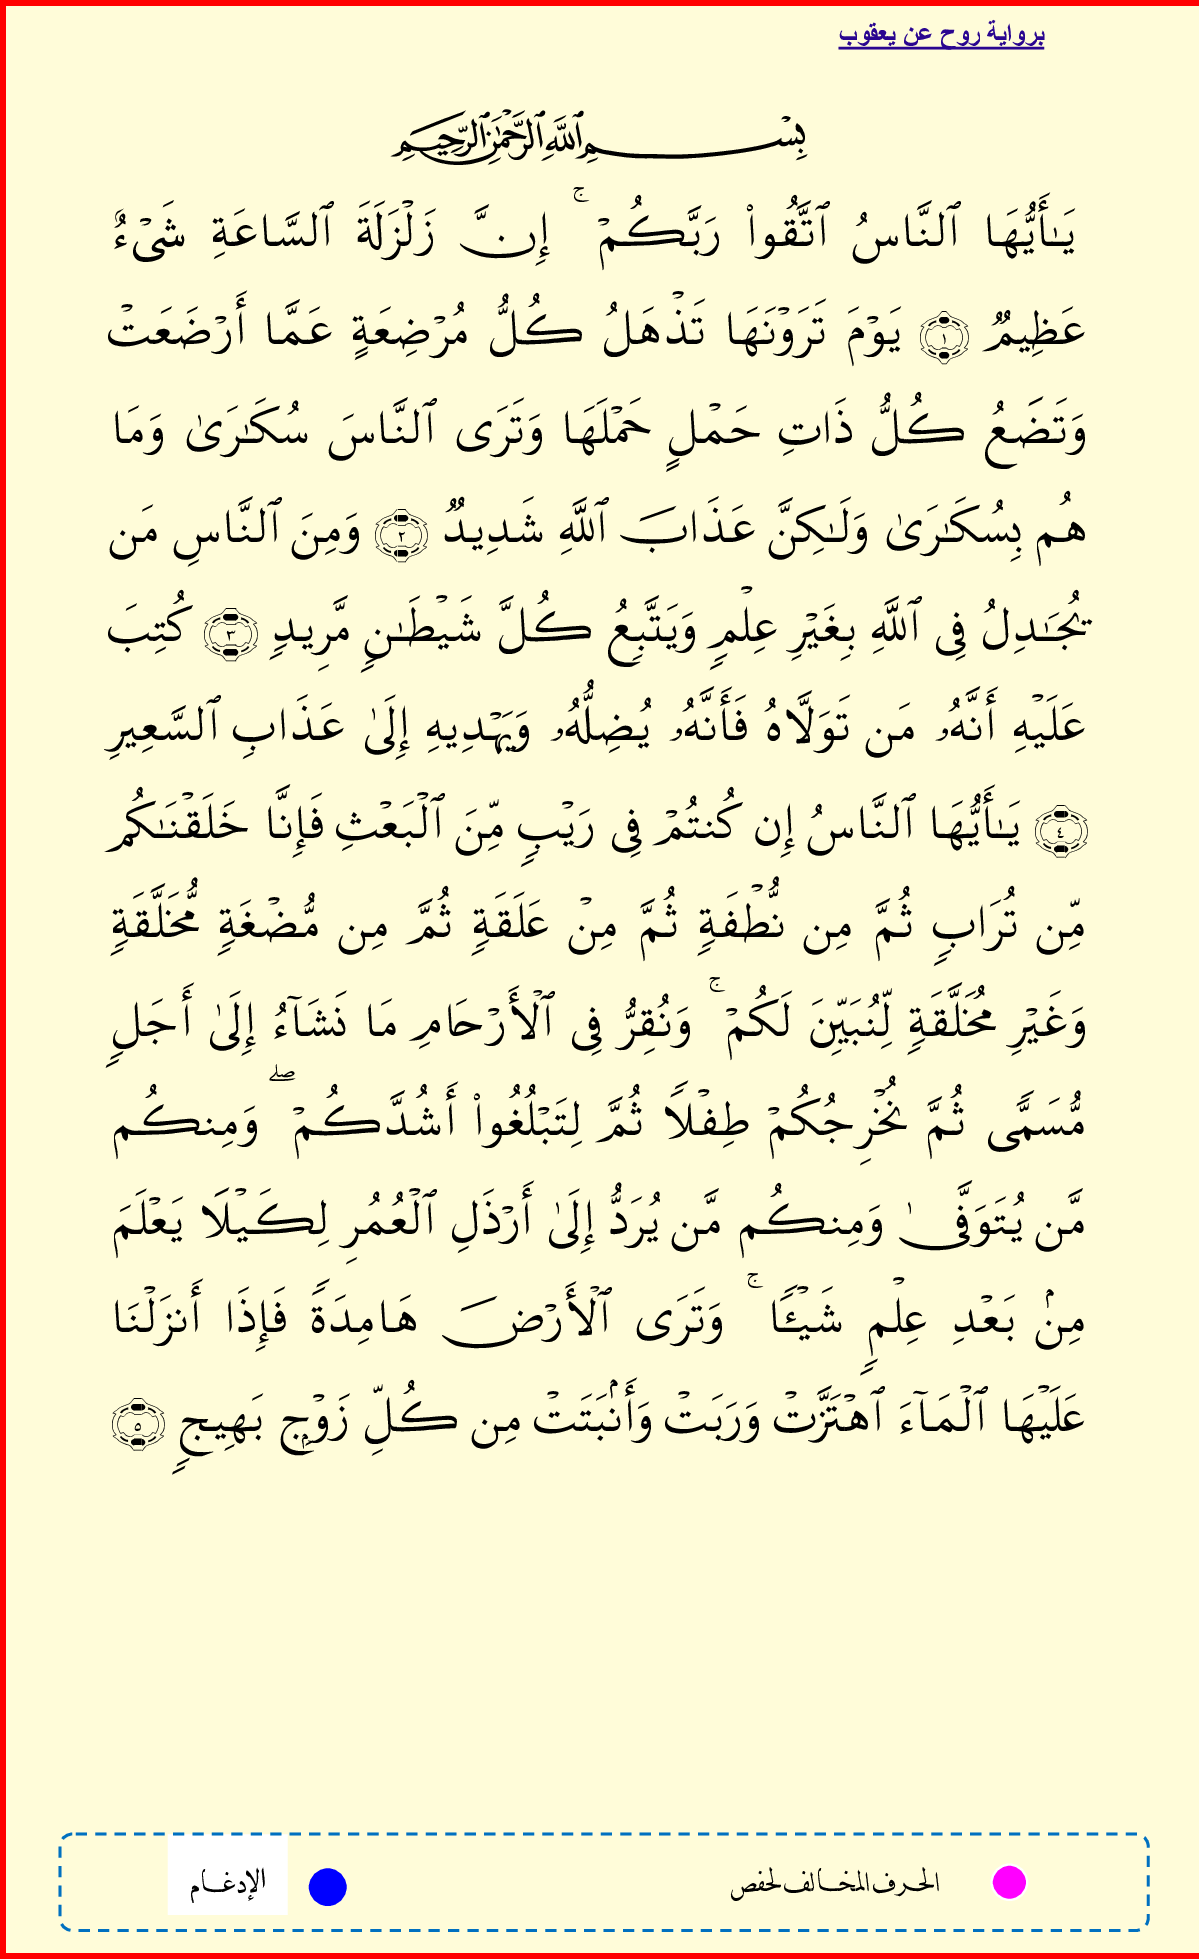 برواية روح عن يعقوب
بِسْمِ ٱللَّهِ ٱلرَّحْمَٰنِ ٱلرَّحِيمِ
يَـٰٓأَيُّهَا ٱلنَّاسُ ٱتَّقُوا۟ رَبَّكُمْ ۚ إِنَّ زَلْزَلَةَ ٱلسَّاعَةِ شَىْءٌ
عَظِيمٌ ١ يَوْمَ تَرَوْنَهَا تَذْهَلُ كُلُّ مُرْضِعَةٍ عَمَّا أَرْضَعَتْ
وَتَضَعُ كُلُّ ذَاتِ حَمْلٍ حَمْلَهَا وَتَرَى ٱلنَّاسَ سُكَـٰرَىٰ وَمَا
هُم بِسُكَـٰرَىٰ وَلَـٰكِنَّ عَذَابَ ٱللَّهِ شَدِيدٌ ٢ وَمِنَ ٱلنَّاسِ مَن
يُجَـٰدِلُ فِى ٱللَّهِ بِغَيْرِ عِلْمٍ وَيَتَّبِعُ كُلَّ شَيْطَـٰنٍ مَّرِيدٍ ٣ كُتِبَ
عَلَيْهِ أَنَّهُۥ مَن تَوَلَّاهُ فَأَنَّهُۥ يُضِلُّهُۥ وَيَهْدِيهِ إِلَىٰ عَذَابِ ٱلسَّعِيرِ
٤ يَـٰٓأَيُّهَا ٱلنَّاسُ إِن كُنتُمْ فِى رَيْبٍ مِّنَ ٱلْبَعْثِ فَإِنَّا خَلَقْنَـٰكُم
مِّن تُرَابٍ ثُمَّ مِن نُّطْفَةٍ ثُمَّ مِنْ عَلَقَةٍ ثُمَّ مِن مُّضْغَةٍ مُّخَلَّقَةٍ
وَغَيْرِ مُخَلَّقَةٍ لِّنُبَيِّنَ لَكُمْ ۚ وَنُقِرُّ فِى ٱلْأَرْحَامِ مَا نَشَآءُ إِلَىٰ أَجَلٍ
مُّسَمًّى ثُمَّ نُخْرِجُكُمْ طِفْلًا ثُمَّ لِتَبْلُغُوا۟ أَشُدَّكُمْ ۖ وَمِنكُم
مَّن يُتَوَفَّىٰ وَمِنكُم مَّن يُرَدُّ إِلَىٰ أَرْذَلِ ٱلْعُمُرِ لِكَيْلَا يَعْلَمَ
مِنۢ بَعْدِ عِلْمٍ شَيْـًٔا ۚ وَتَرَى ٱلْأَرْضَ هَامِدَةً فَإِذَا أَنزَلْنَا
عَلَيْهَا ٱلْمَآءَ ٱهْتَزَّتْ وَرَبَتْ وَأَنۢبَتَتْ مِن كُلِّ زَوْجٍۭ بَهِيجٍ ٥
الحرف المخالف لحفص
الإدغام